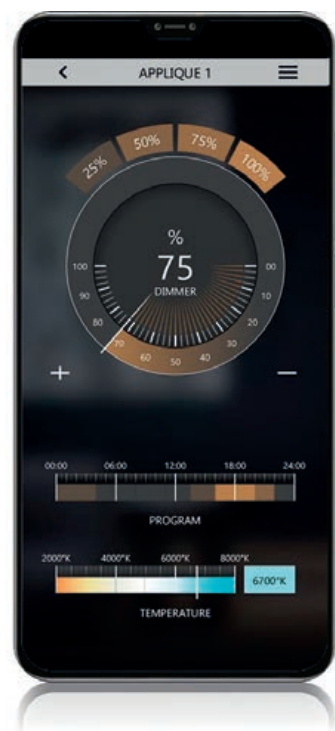 APPLIQUE 1
25% 50% 75% 100%
%
75
DIMMER
100 00
90 10
80 20
70 30
60 50 40
+ −
00:00 06:00 12:00 18:00 24:00
PROGRAM
2000°K 4000°K 6000°K 8000°K
6700°K
TEMPERATURE